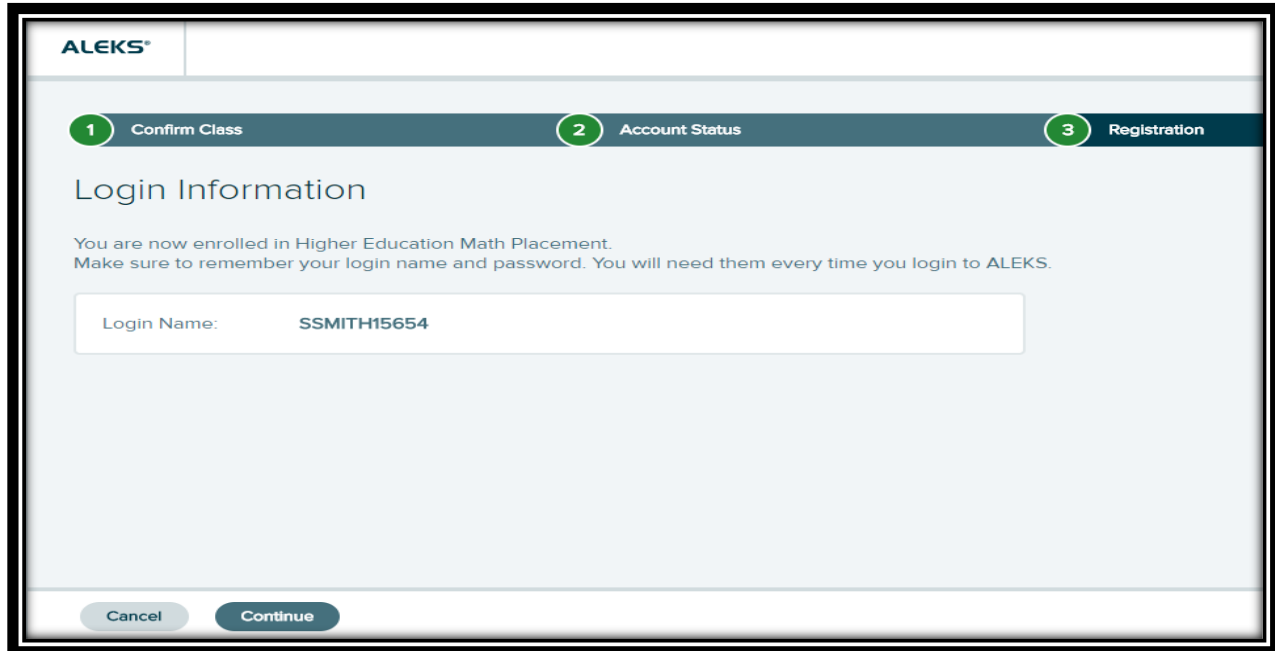 ALEKS®
1 Confirm Class 2 Account Status 3 Registration
Login Information
You are now enrolled in Higher Education Math Placement.
Make sure to remember your login name and password. You will need them every time you login to ALEKS.
Login Name: SSMITH15654
Cancel Continue